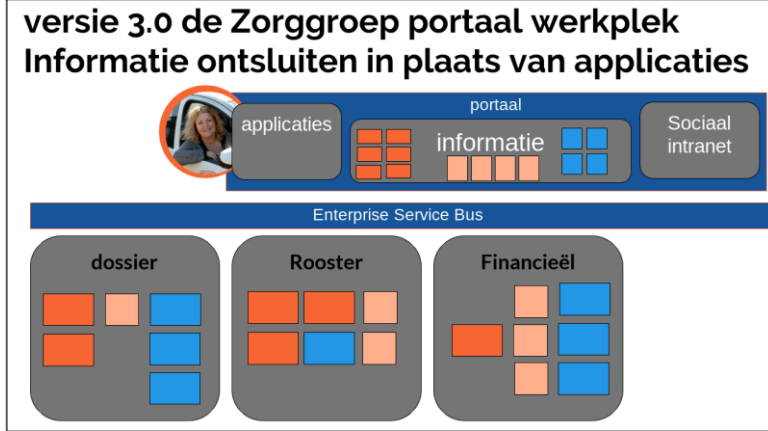 versie 3.0 de Zorggroep portaal werkplek
Informatie ontsluiten in plaats van applicaties
portaal
applicaties
informatie
Sociaal
intranet
Enterprise Service Bus
dossier
Rooster
Financieël